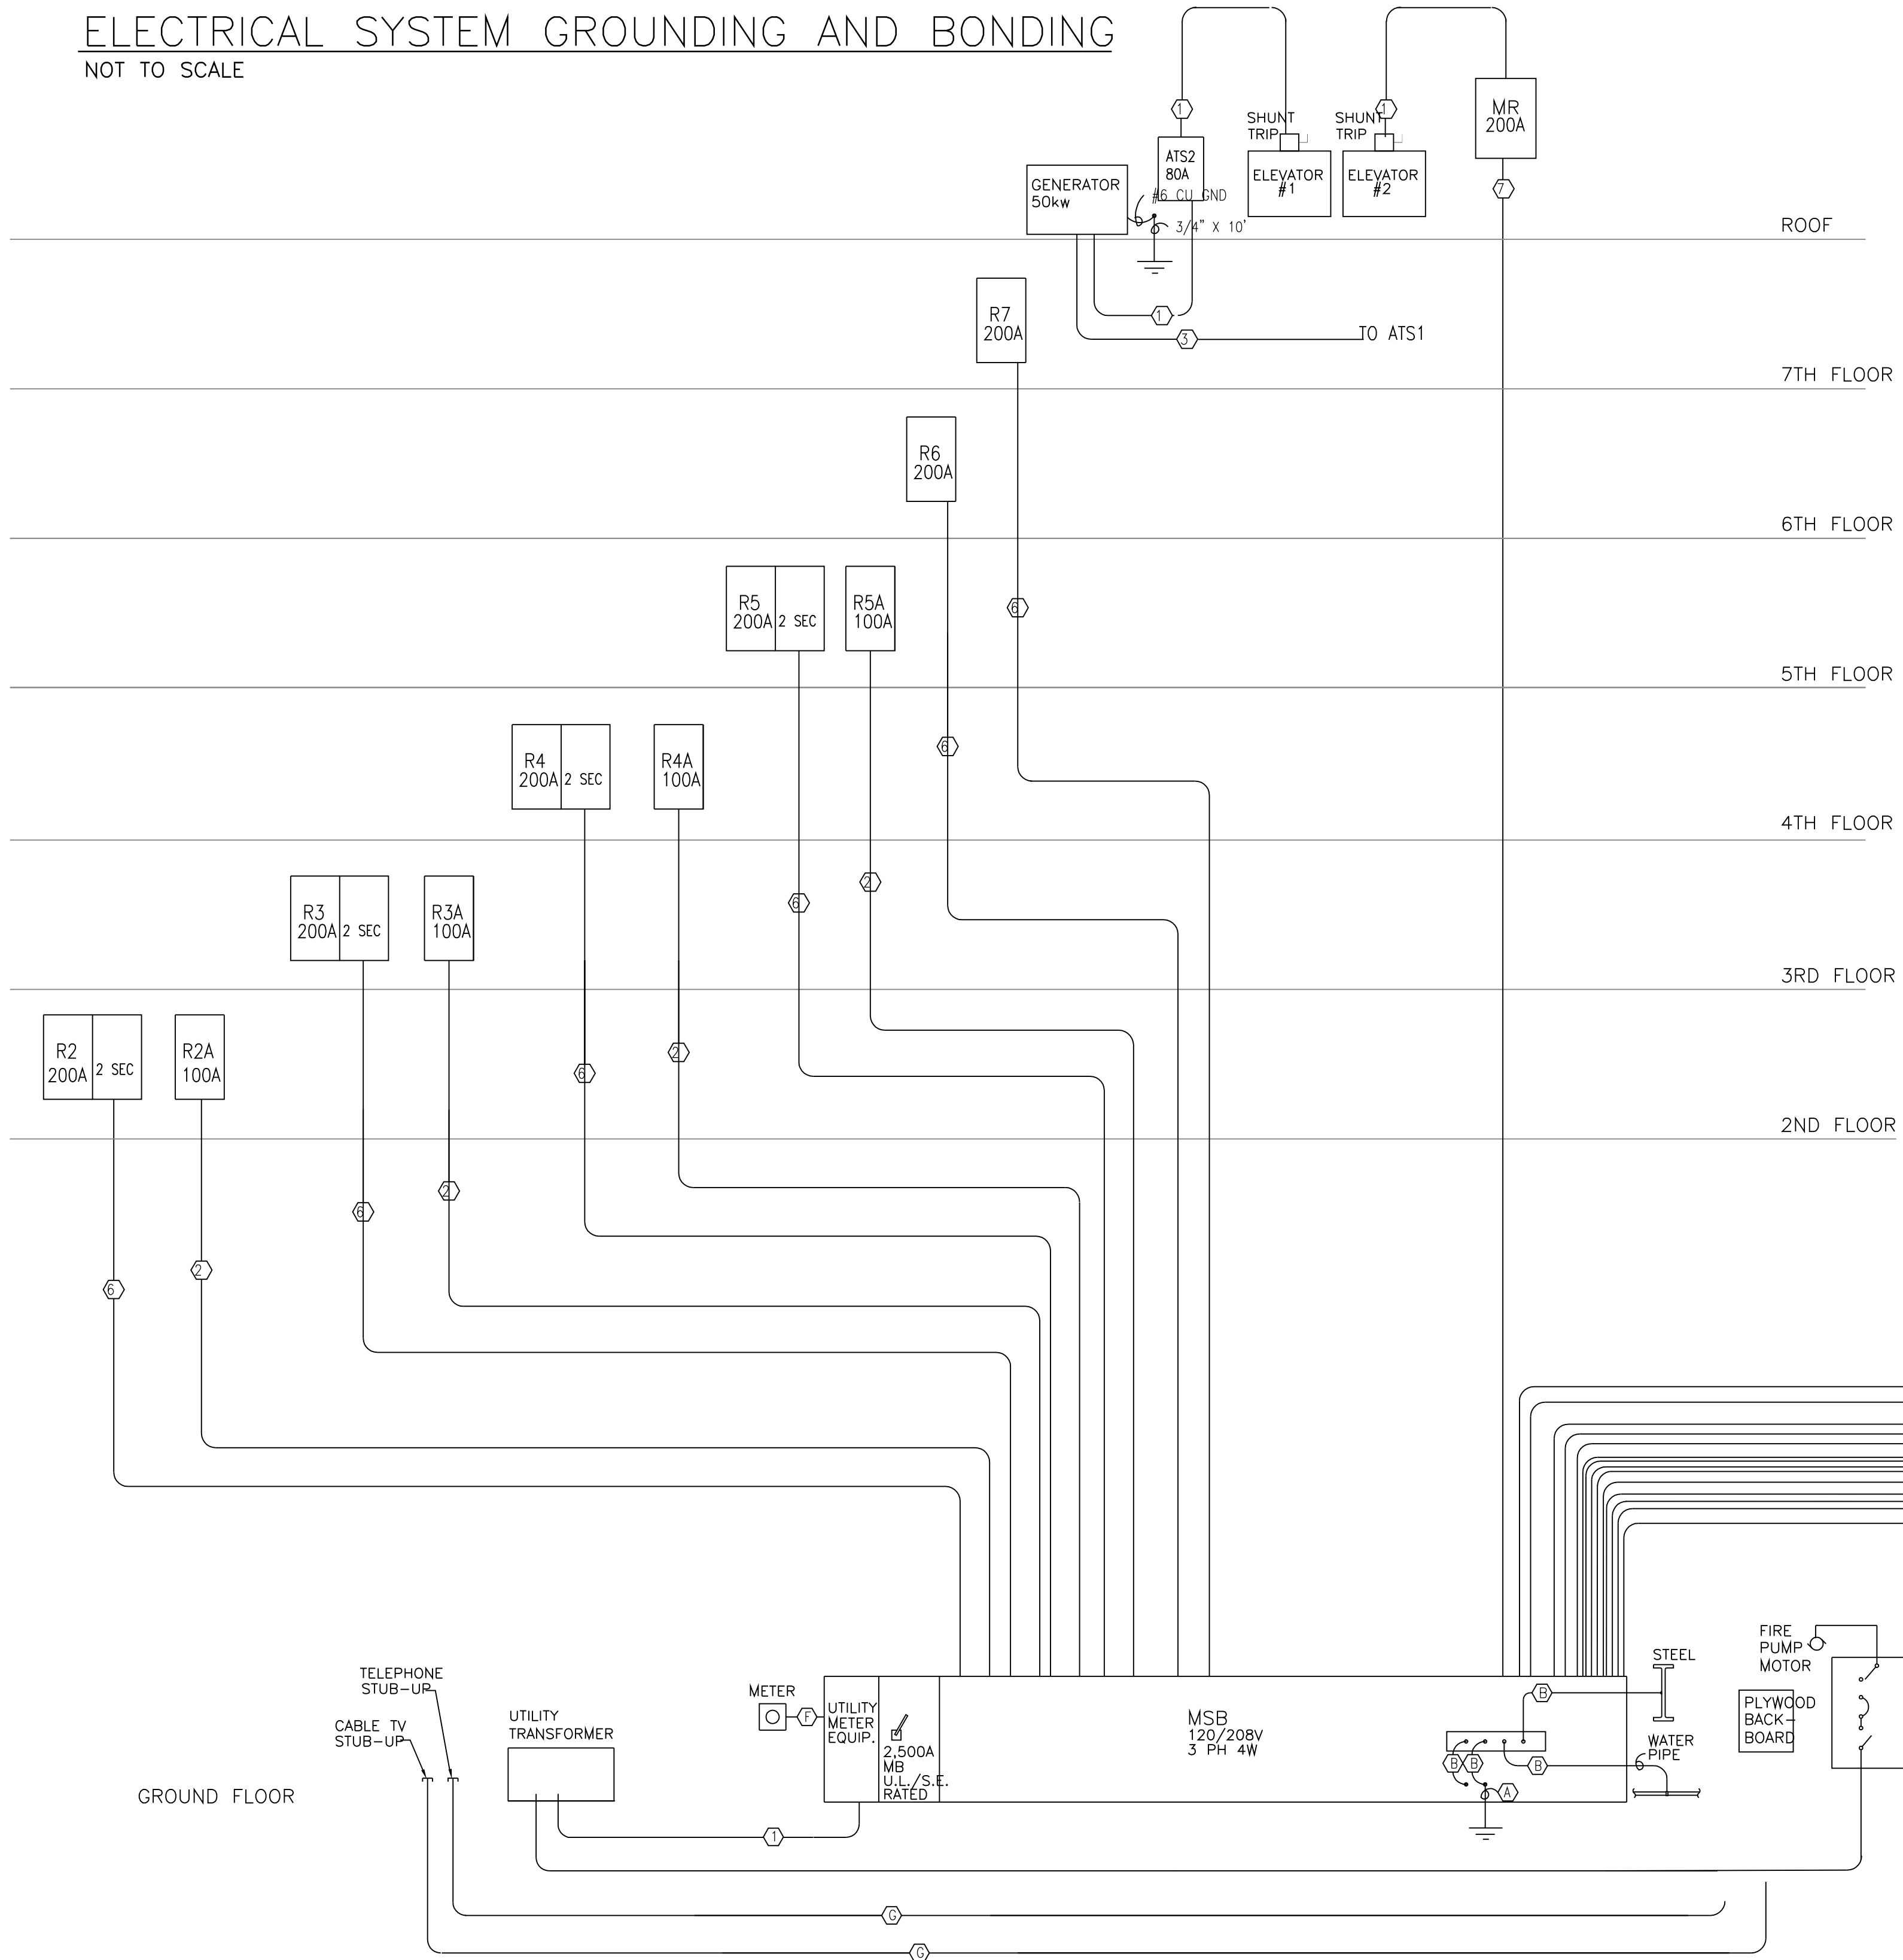 ELECTRICAL SYSTEM GROUNDING AND BONDING
NOT TO SCALE
1
1
MR
200A
SHUNT
TRIP
SHUNT
TRIP
ATS2
80A
GENERATOR
50kw
ELEVATOR
#1
ELEVATOR
#2
7
#6 CU GND
3/4" X 10'
ROOF
R7
200A
1
3
TO ATS1
7TH FLOOR
R6
200A
6TH FLOOR
R5
200A
2 SEC
R5A
100A
6
5TH FLOOR
6
R4
200A
2 SEC
R4A
100A
4TH FLOOR
2
6
R3
200A
2 SEC
R3A
100A
3RD FLOOR
R2
200A
2 SEC
R2A
100A
2
6
2ND FLOOR
2
6
2
6
FIRE
PUMP
MOTOR
STEEL
TELEPHONE
STUB-UP
CABLE TV
STUB-UP
UTILITY
TRANSFORMER
METER
F
UTILITY
METER
EQUIP.
2,500A
MB
U.L./S.E.
RATED
MSB
120/208V
3 PH 4W
B
B
B
B
A
WATER
PIPE
PLYWOOD
BACK-
BOARD
GROUND FLOOR
1
G
G